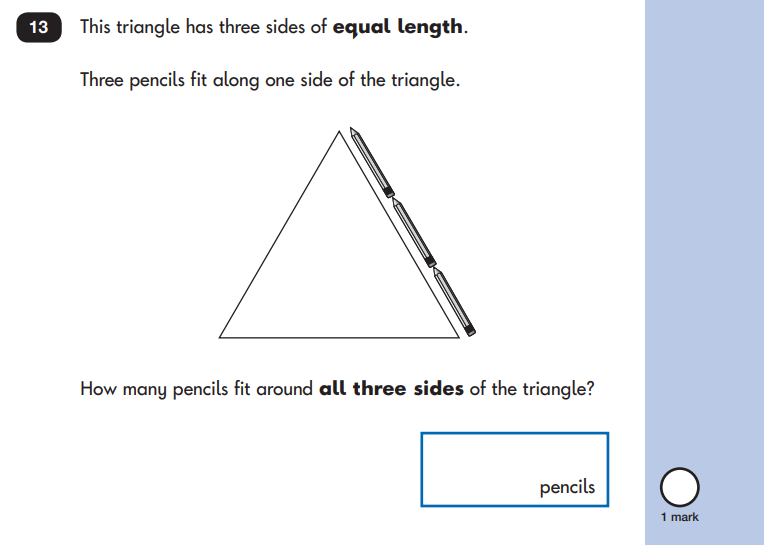 13
This triangle has three sides of equal length.
Three pencils fit along one side of the triangle.
How many pencils fit around all three sides of the triangle?
pencils
1 mark